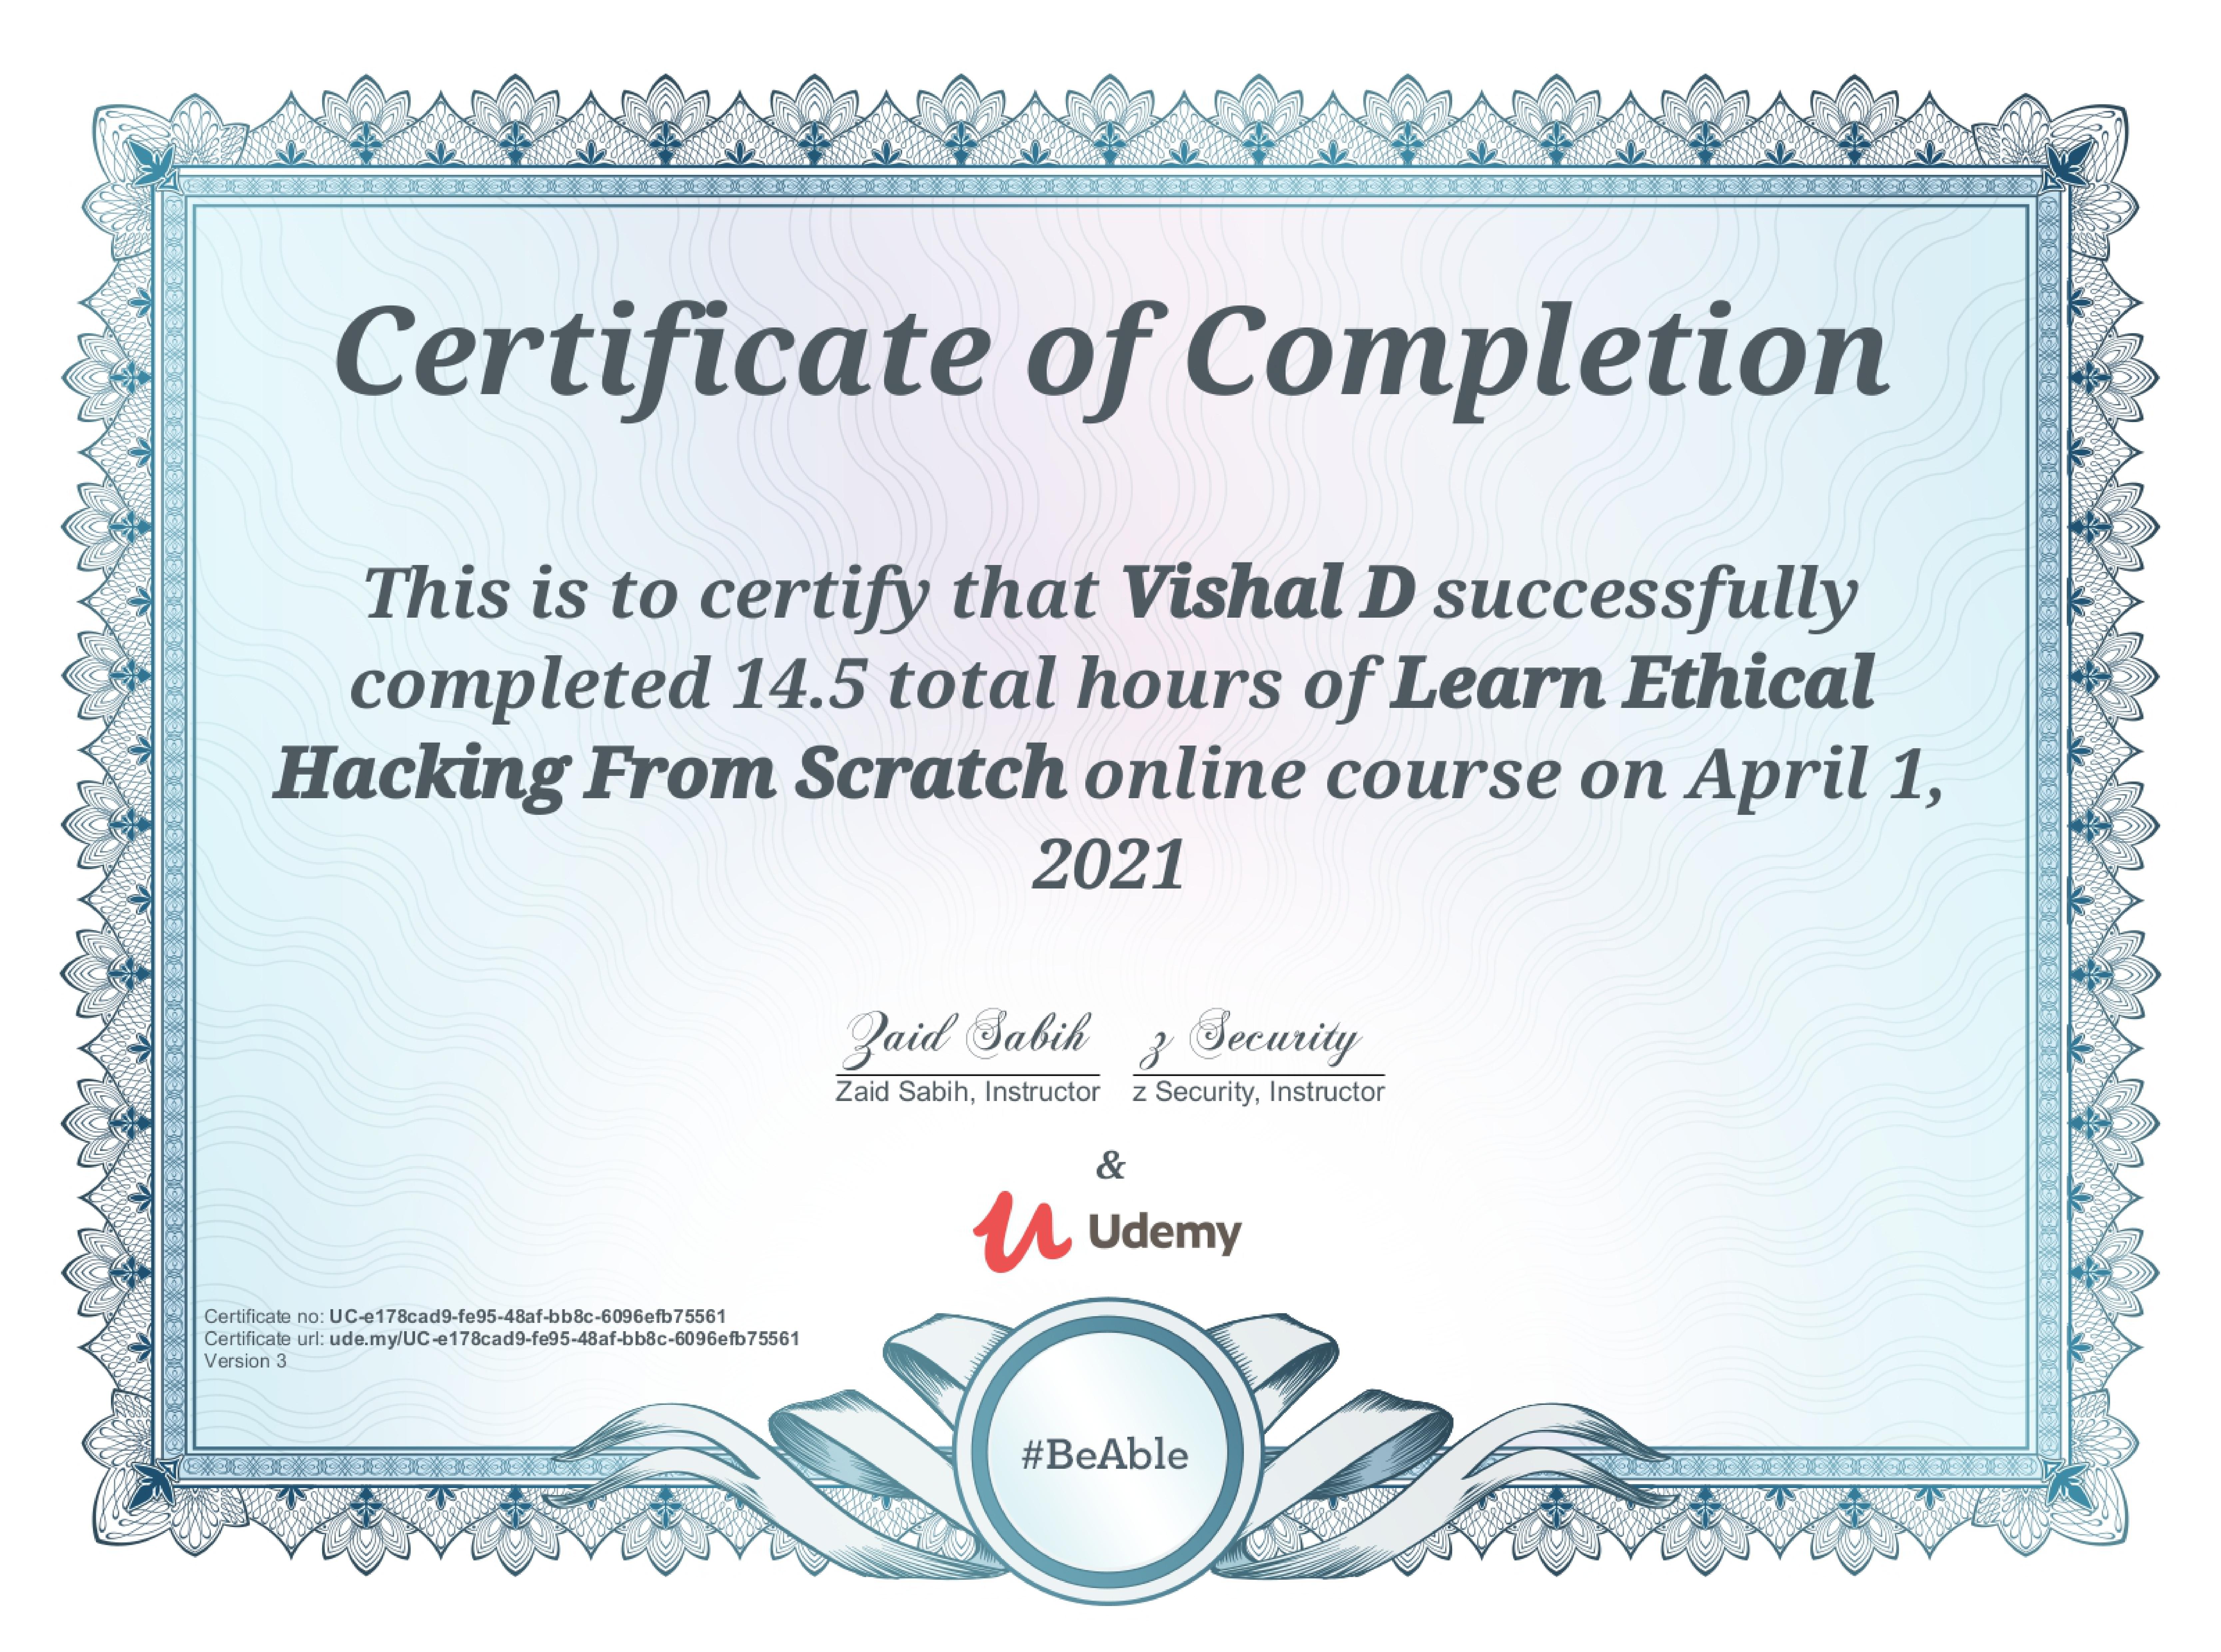 Certificate of Completion
This is to certify that Vishal D successfully
completed 14.5 total hours of Learn Ethical
Hacking From Scratch online course on April 1,
2021
Zaid Sabih z Security
Zaid Sabih, Instructor z Security, Instructor
&
Udemy
Certificate no: UC-e178cad9-fe95-48af-bb8c-6096efb75561
Certificate url: ude.my/UC-e178cad9-fe95-48af-bb8c-6096efb75561
Version 3
#BeAble